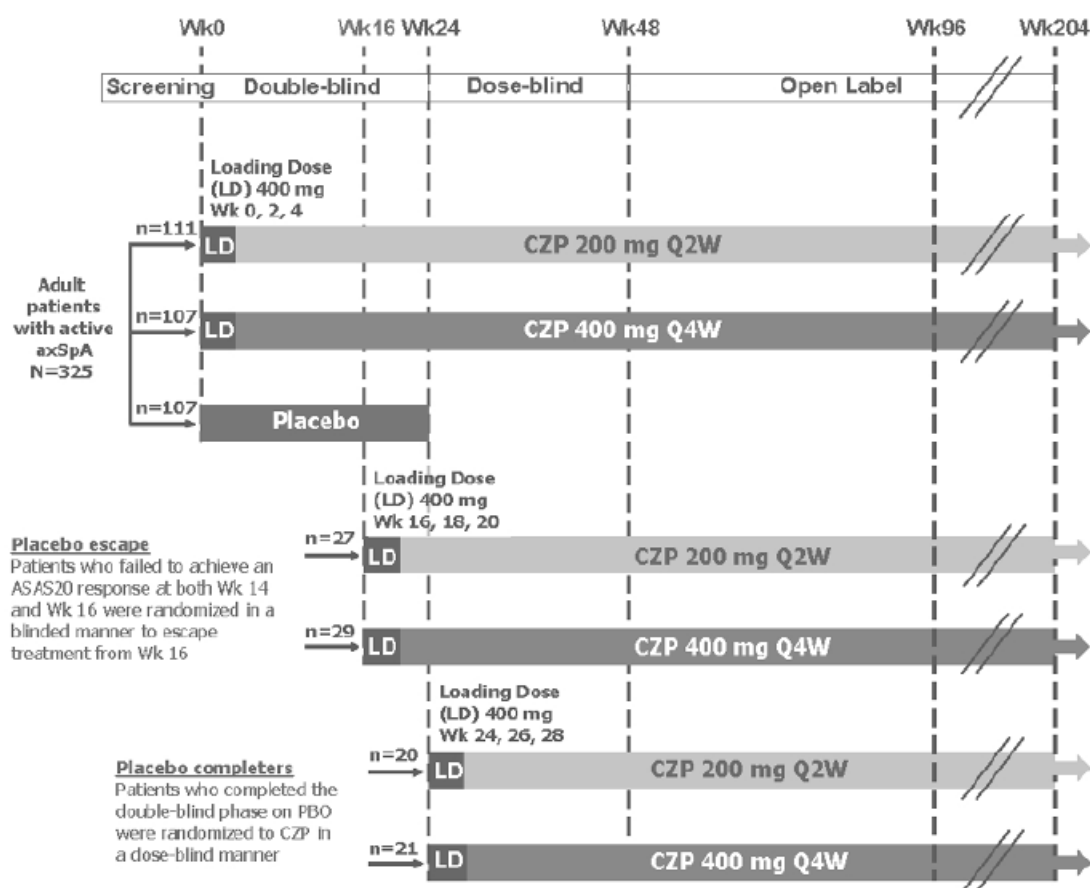 Wk0 Wk16 Wk24 Wk48 Wk96 Wk204
Screening Double-blind Dose-blind Open Label
Loading Dose
(LD) 400 mg
Wk 0, 2, 4
n=111
LD CZP 200 mg Q2W
Adult
patients
with active
axSpA
N=325
n=107
LD CZP 400 mg Q4W
n=107
Placebo
Loading Dose
(LD) 400 mg
Wk 16, 18, 20
Placebo escape
Patients who failed to achieve an
ASAS20 response at both Wk 14
and Wk 16 were randomized in a
blinded manner to escape
treatment from Wk 16
n=27
LD CZP 200 mg Q2W
n=29
LD CZP 400 mg Q4W
Loading Dose
(LD) 400 mg
Wk 24, 26, 28
Placebo completers
Patients who completed the
double-blind phase on PBO
were randomized to CZP in
a dose-blind manner
n=20
LD CZP 200 mg Q2W
n=21
LD CZP 400 mg Q4W